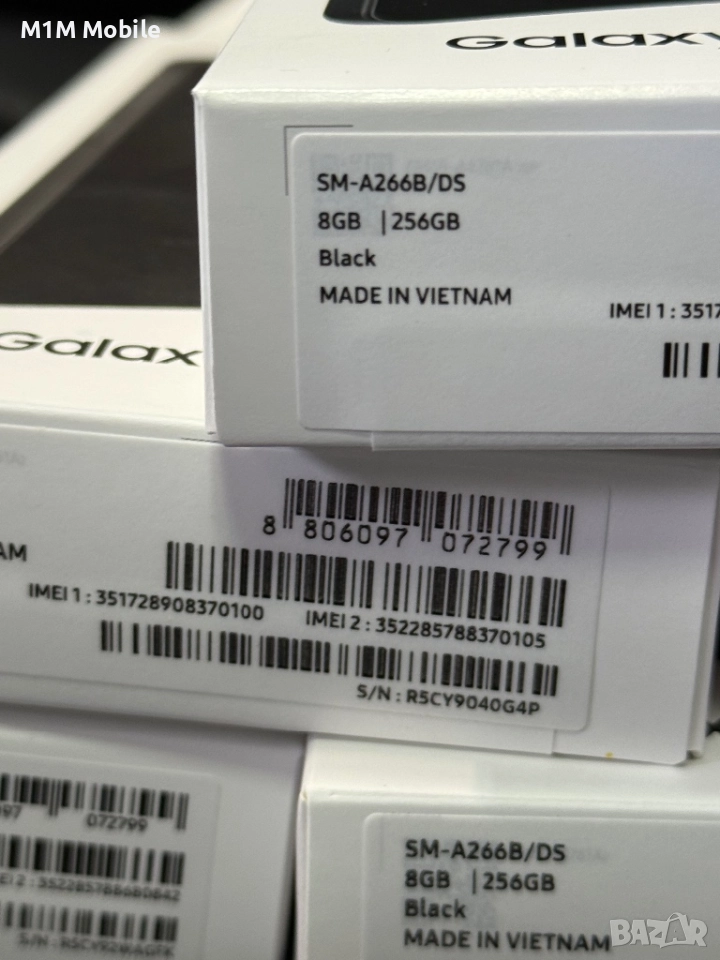 M1M Mobile
Galaxy
SM-A266B/DS
8GB | 256GB
Black
MADE IN VIETNAM
IMEI 1 : 3517
Galax
AM
8 806097 072799
IMEI 1 : 351728908370100
IMEI 2 : 352285788370105
S/N : R5CY9040G4P
97 072799
SM-A266B/DS
8GB | 256GB
Black
MADE IN VIETNAM
BAZAR